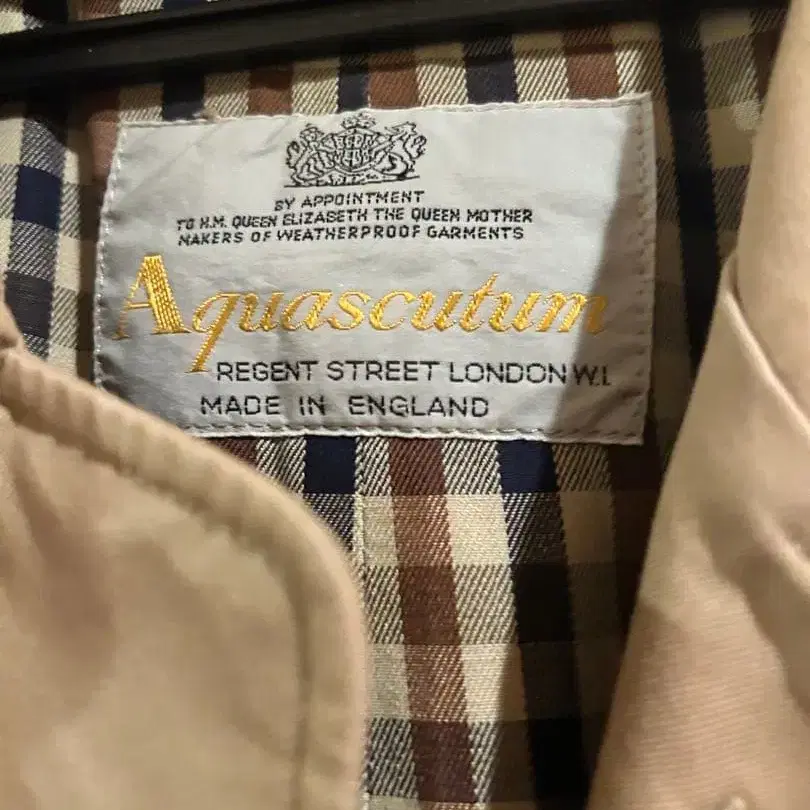 BY APPOINTMENT
TO H.M. QUEEN ELIZABETH THE QUEEN MOTHER
MAKERS OF WEATHERPROOF GARMENTS
Aquascutum
REGENT STREET LONDON W.1.
MADE IN ENGLAND